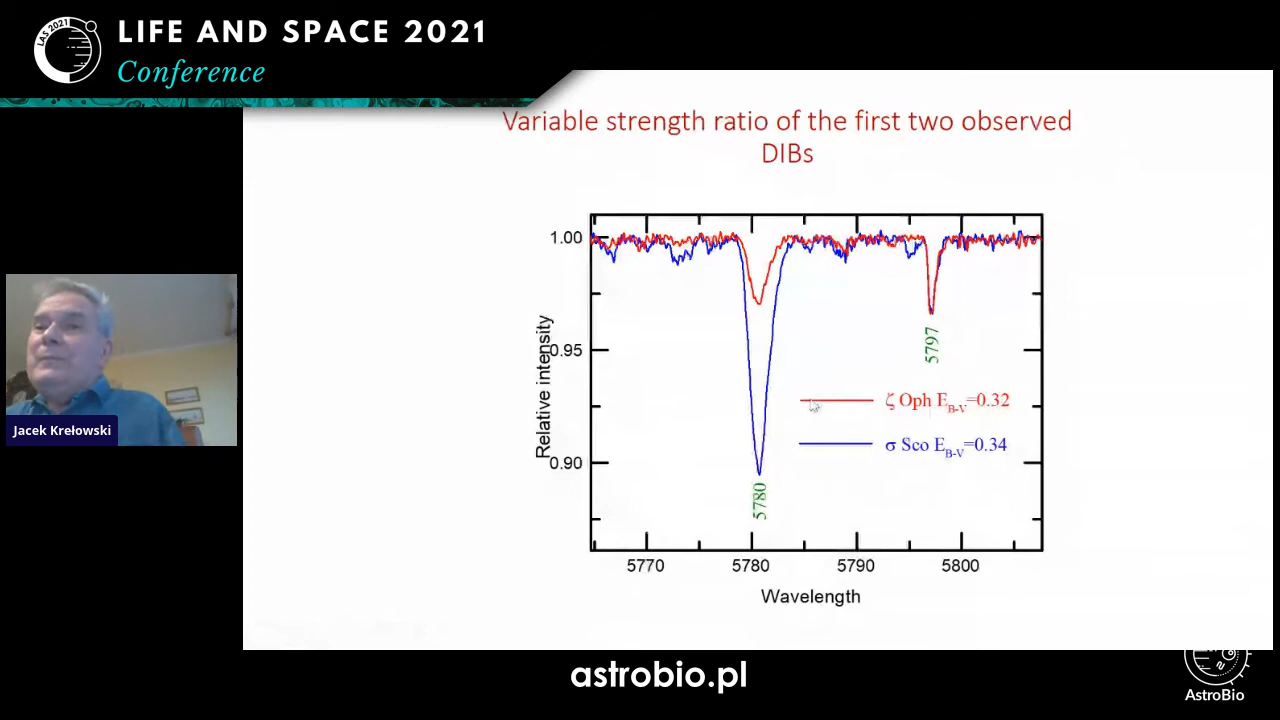 LAS 2021
LIFE AND SPACE 2021
Conference
Variable strength ratio of the first two observed
DIBs
1.00
0.95
0.90
Relative intensity
5797
ζ Oph E_B-V=0.32
σ Sco E_B-V=0.34
5780
5770
5780
5790
5800
Wavelength
Jacek Krełowski
astrobio.pl
AstroBio